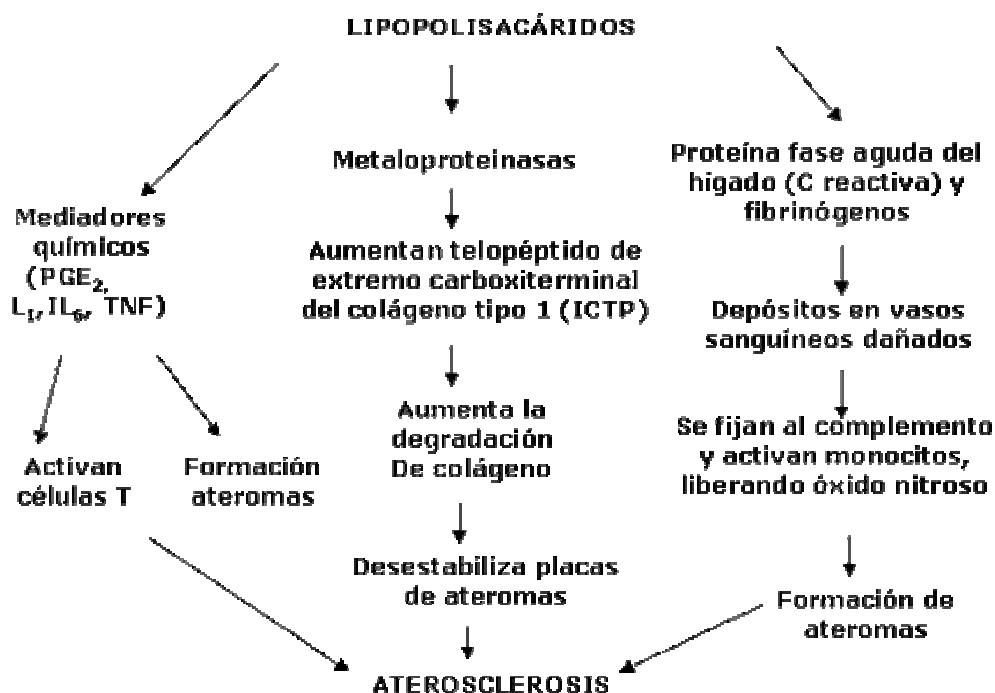 LIPOPOLISACÁRIDOS
Mediadores
químicos
(PGE2,
L1, IL6, TNF)
Activan
células T
Formación
ateromas
Metaloproteinasas
Aumentan telopéptido de
extremo carboxiterminal
del colágeno tipo 1 (ICTP)
Aumenta la
degradación
De colágeno
Desestabiliza placas
de ateromas
Proteína fase aguda del
higado (C reactiva) y
fibrinógenos
Depósitos en vasos
sanguíneos dañados
Se fijan al complemento
y activan monocitos,
liberando óxido nitroso
Formación de
ateromas
ATEROSCLEROSIS